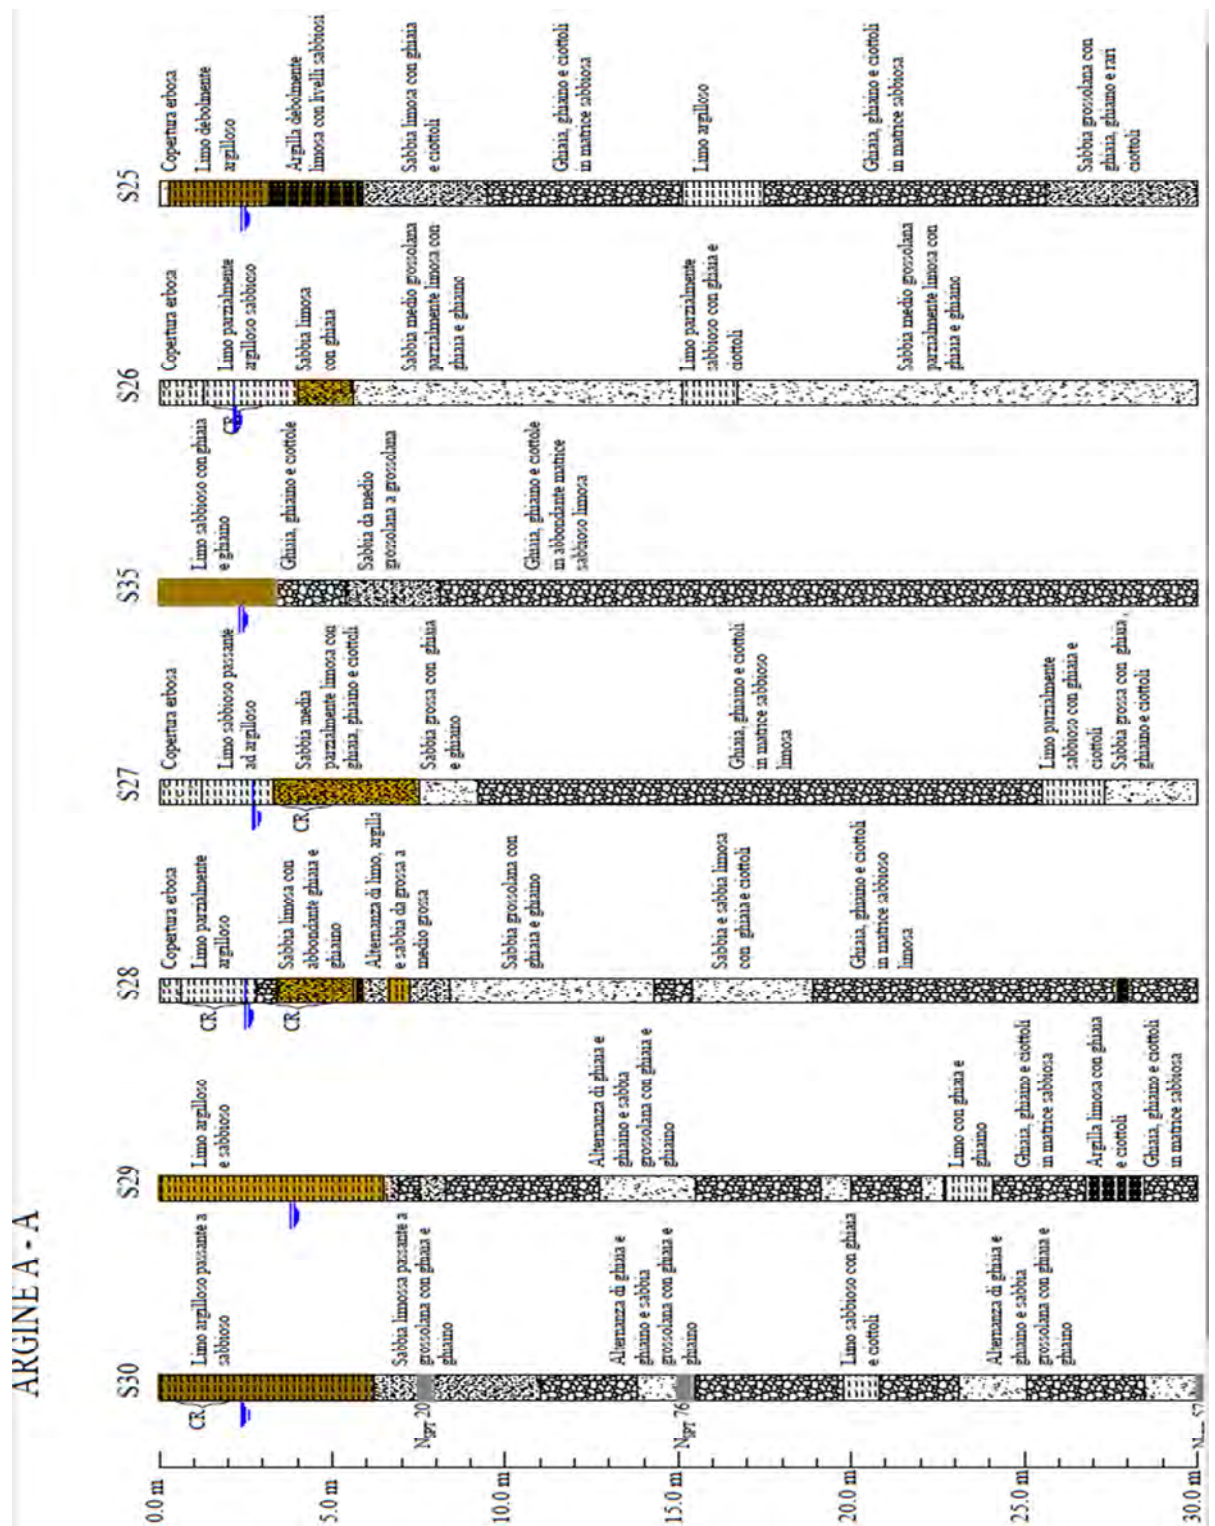 ARGINE A - A
0.0 m
5.0 m
10.0 m
15.0 m
20.0 m
25.0 m
30.0 m
S30
CR
Limo argilloso passante a
sabbioso
Sabbia limossa passante a
grossolana con ghiaia e
ghiaino
NSPT 20
Alternanza di ghiaia e
ghiaino e sabbia
grossolana con ghiaia e
ghiaino
NSPT 76
Limo sabbioso con ghiaia
e ciottoli
Alternanza di ghiaia e
ghiaino e sabbia
grossolana con ghiaia e
ghiaino
S29
Limo argilloso
e sabbioso
Alternanza di ghiaia e
ghiaino e sabbia
grossolana con ghiaia e
ghiaino
Limo con ghiaia e
ghiaino
Ghiaia, ghiaino e ciottoli
in matrice sabbiosa
Argilla limosa con ghiaia
e ciottoli
Ghiaia, ghiaino e ciottoli
in matrice sabbiosa
S28
Copertura erbosa
Limo parzialmente
argilloso
CR
Sabbia limosa con
abbondante ghiaia e
ghiaino
CR
Alternanza di limo, argilla
e sabbia da grossa a
medio grossa
Sabbia grossolana con
ghiaia e ghiaino
Sabbia e sabbia limosa
con ghiaia e ciottoli
Ghiaia, ghiaino e ciottoli
in matrice sabbioso
limosa
S27
Copertura erbosa
Limo sabbioso passante
ad argilloso
Sabbia media
parzialmente limosa con
ghiaia, ghiaino e ciottoli
CR
Sabbia grossa con ghiaia
e ghiaino
Ghiaia, ghiaino e ciottoli
in matrice sabbioso
limosa
Limo parzialmente
sabbioso con ghiaia e
ciottoli
Sabbia grossa con ghiaia,
ghiaino e ciottoli
S35
Limo sabbioso con ghiaia
e ghiaino
Ghiaia, ghiaino e ciottole
Sabbia da medio
grossolana a grossolana
Ghiaia, ghiaino e ciottole
in abbondante matrice
sabbioso limosa
S26
Copertura erbosa
Limo parzialmente
argilloso sabbioso
CR
Sabbia limosa
con ghiaia
Sabbia medio grossolana
parzialmente limosa con
ghiaia e ghiaino
Limo parzialmente
sabbioso con ghiaia e
ciottoli
Sabbia medio grossolana
parzialmente limosa con
ghiaia e ghiaino
S25
Copertura erbosa
Limo debolmente
argilloso
Argilla debolmente
limosa con livelli sabbiosi
Sabbia limosa con ghiaia
e ciottoli
Ghiaia, ghiaino e ciottoli
in matrice sabbiosa
Limo argilloso
Ghiaia, ghiaino e ciottoli
in matrice sabbiosa
Sabbia grossolana con
ghiaia, ghiaino e rari
ciottoli